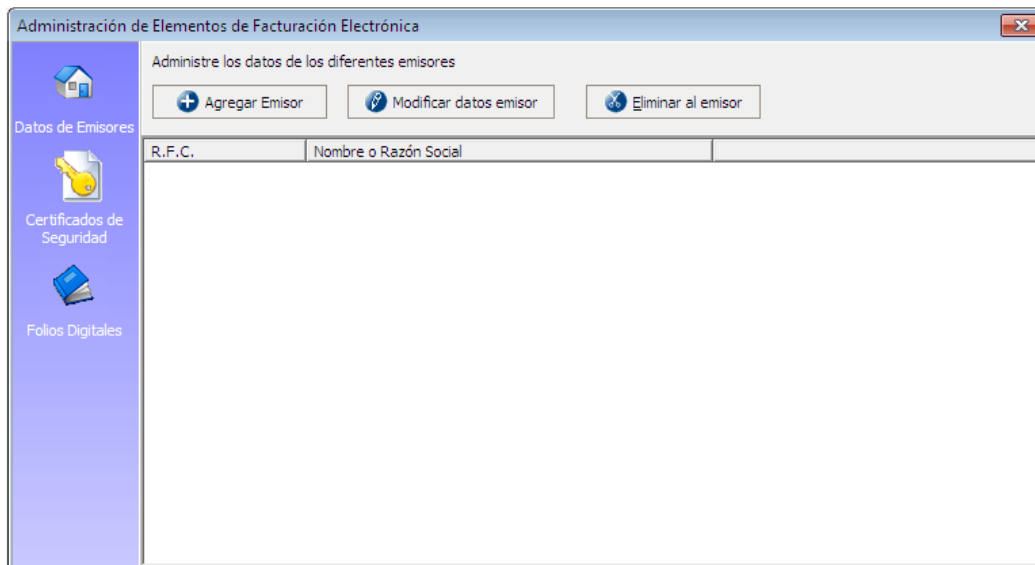 Administración de Elementos de Facturación Electrónica
Administre los datos de los diferentes emisores
Agregar Emisor
Modificar datos emisor
Eliminar al emisor
Datos de Emisores
Certificados de
Seguridad
Folios Digitales
R.F.C.
Nombre o Razón Social